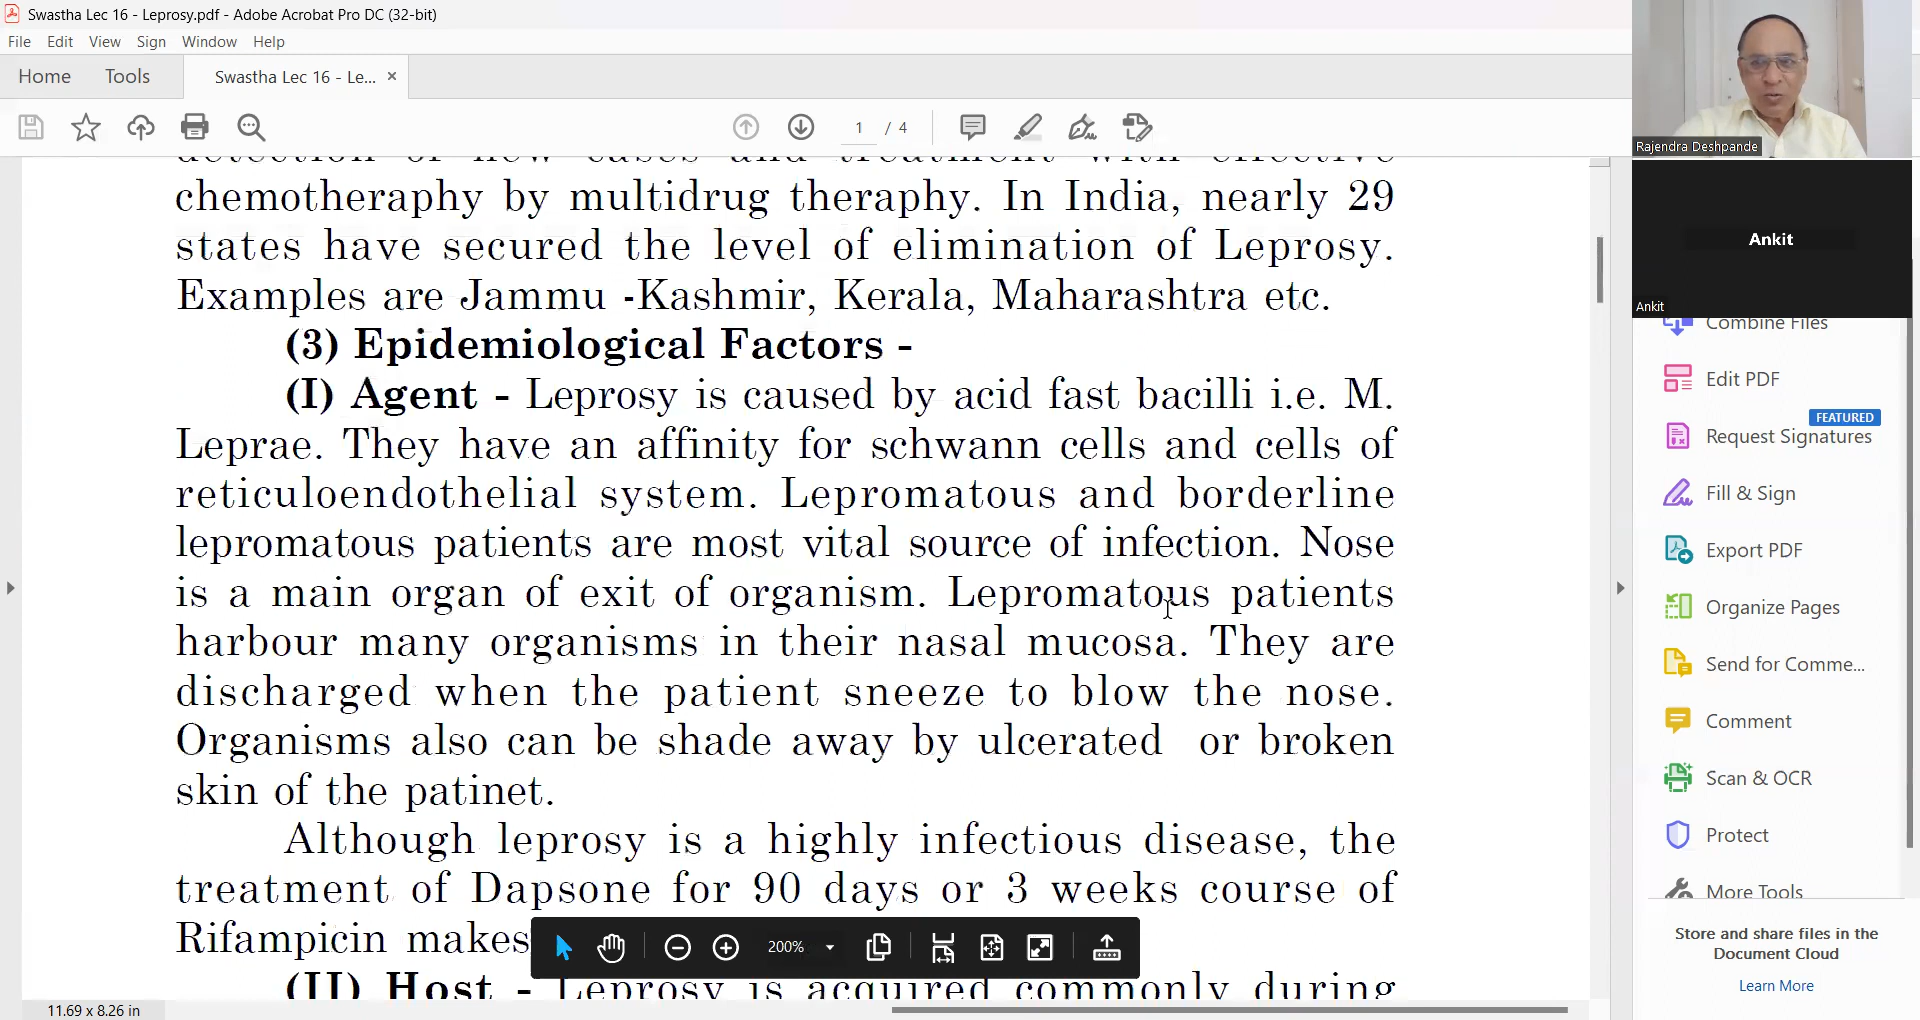 Swastha Lec 16 - Leprosy.pdf - Adobe Acrobat Pro DC (32-bit)
File Edit View Sign Window Help
Home Tools Swastha Lec 16 - Le... ×
1 / 4
chemotheraphy by multidrug theraphy. In India, nearly 29
states have secured the level of elimination of Leprosy.
Examples are Jammu -Kashmir, Kerala, Maharashtra etc.
(3) Epidemiological Factors -
(I) Agent - Leprosy is caused by acid fast bacilli i.e. M.
Leprae. They have an affinity for schwann cells and cells of
reticuloendothelial system. Lepromatous and borderline
lepromatous patients are most vital source of infection. Nose
is a main organ of exit of organism. Lepromatous patients
harbour many organisms in their nasal mucosa. They are
discharged when the patient sneeze to blow the nose.
Organisms also can be shade away by ulcerated or broken
skin of the patinet.
Although leprosy is a highly infectious disease, the
treatment of Dapsone for 90 days or 3 weeks course of
Rifampicin makes
(II) Host - Leprosy is acquired commonly during
200%
11.69 x 8.26 in
Rajendra Deshpande
Ankit
Ankit
Combine Files
Edit PDF
FEATURED
Request Signatures
Fill & Sign
Export PDF
Organize Pages
Send for Comme...
Comment
Scan & OCR
Protect
More Tools
Store and share files in the
Document Cloud
Learn More